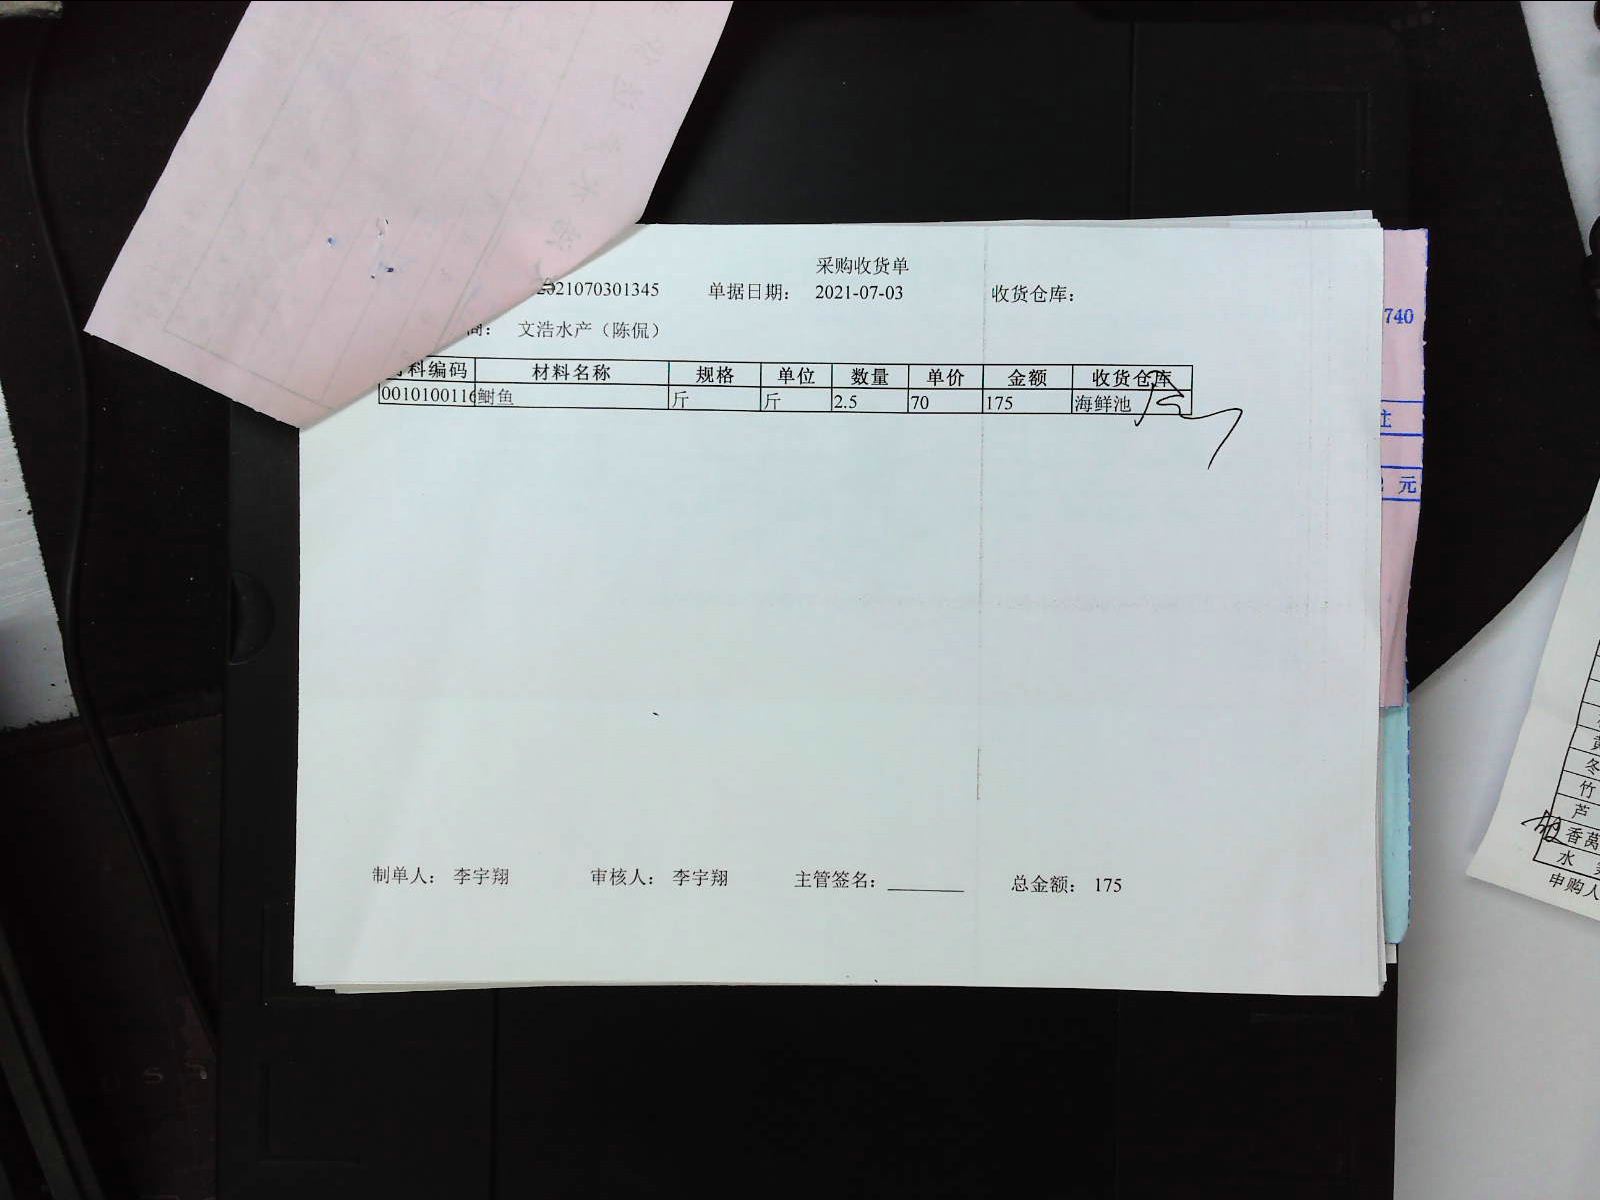 采购收货单
2021070301345 单据日期: 2021-07-03 收货仓库:
商: 文浩水产（陈侃）
料编码 材料名称 规格 单位 数量 单价 金额 收货仓库
0010100116 鲥鱼 斤 斤 2.5 70 175 海鲜池
制单人: 李宇翔 审核人: 李宇翔 主管签名: 总金额: 175
740
注
元
冬
竹
芦
香菖
水
申购人